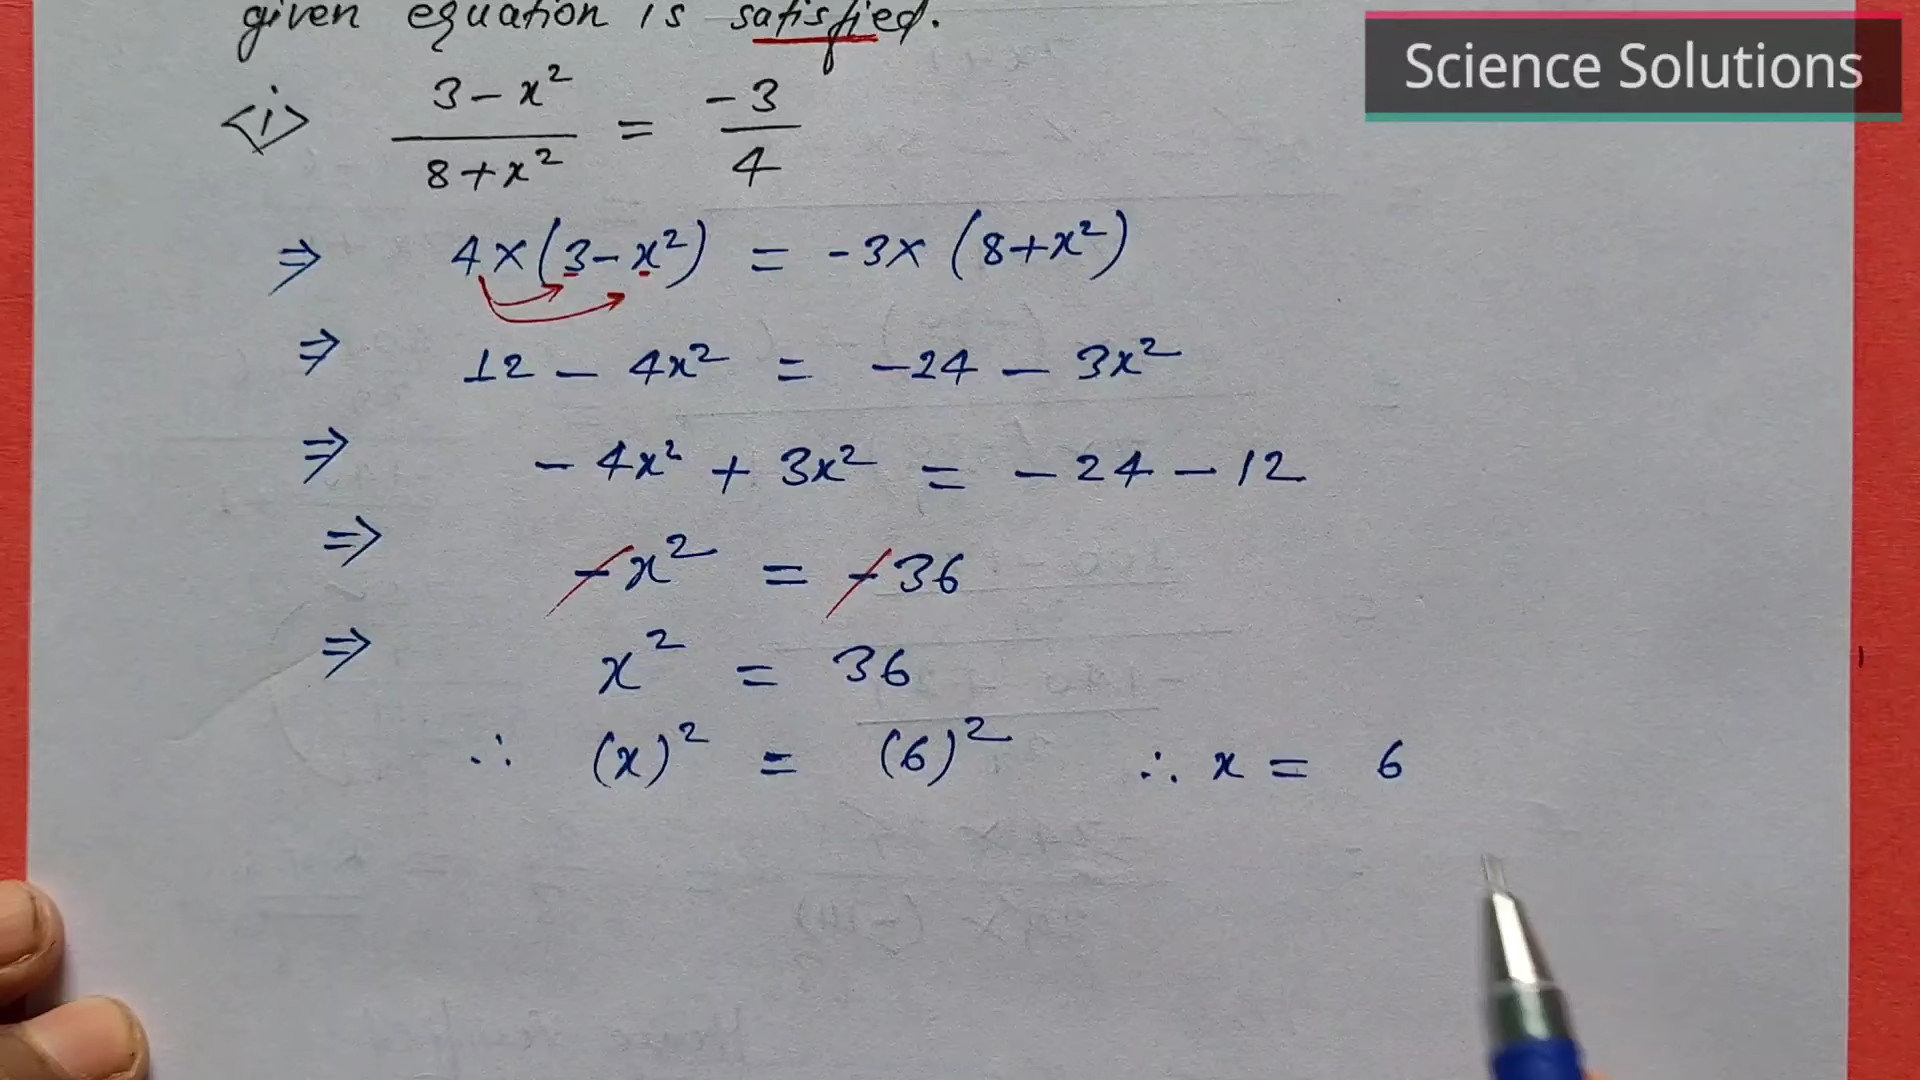 given equation is satisfied.
Science Solutions
<i> (3 - x²)/(8 + x²) = -3/4
⇒ 4 × (3 - x²) = -3 × (8 + x²)
⇒ 12 - 4x² = -24 - 3x²
⇒ - 4x² + 3x² = - 24 - 12
⇒ -x² = -36
⇒ x² = 36
∴ (x)² = (6)² ∴ x = 6